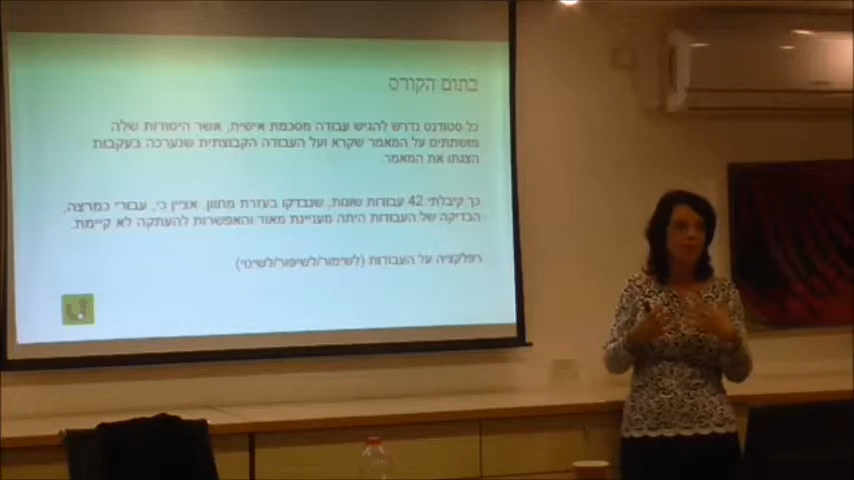 בתום הקורס
כל סטודנט נדרש להגיש עבודה מסכמת אישית, אשר היסודות שלה
מושתתים על המאמר שקרא ועל העבודה הקבוצתית שנערכה בעקבות
הצגתו את המאמר
כך קיבלתי 42 עבודות שונות, שנבדקו בעזרת מחוון. אציין כי, עבורי כמרצה,
הבדיקה של העבודות היתה מעניינת מאוד והאפשרות להעתקה לא קיימת.
רפלקציה על העבודות (לשימור/לשיפור/לשינוי)